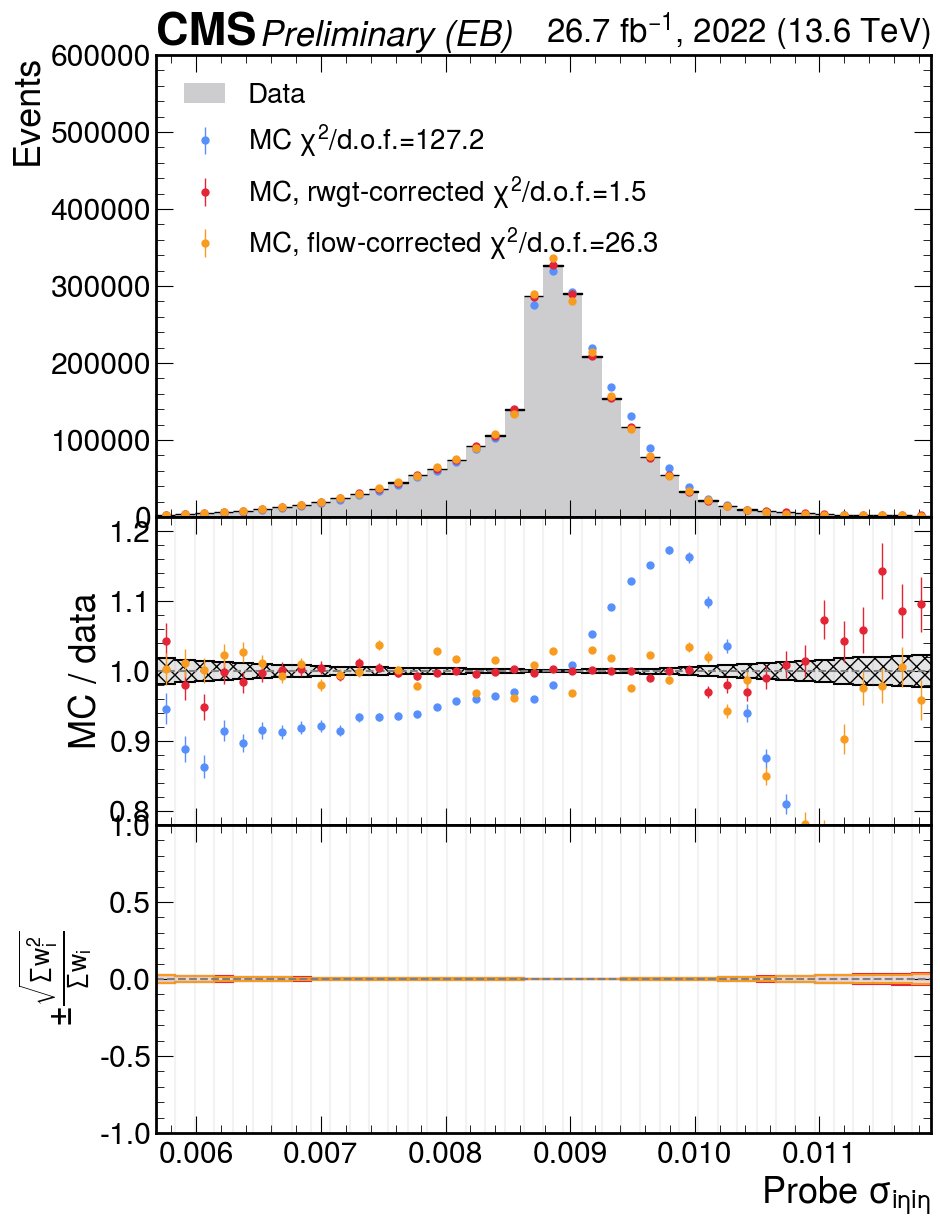 CMS Preliminary (EB) 26.7 fb⁻¹, 2022 (13.6 TeV)
Events
600000
500000
400000
300000
200000
100000
0
Data
MC χ²/d.o.f.=127.2
MC, rwgt-corrected χ²/d.o.f.=1.5
MC, flow-corrected χ²/d.o.f.=26.3
MC / data
1.2
1.1
1.0
0.9
0.8
± √Σw_i² / Σw_i
1.0
0.5
0.0
-0.5
-1.0
0.006 0.007 0.008 0.009 0.010 0.011
Probe σ_iηiη